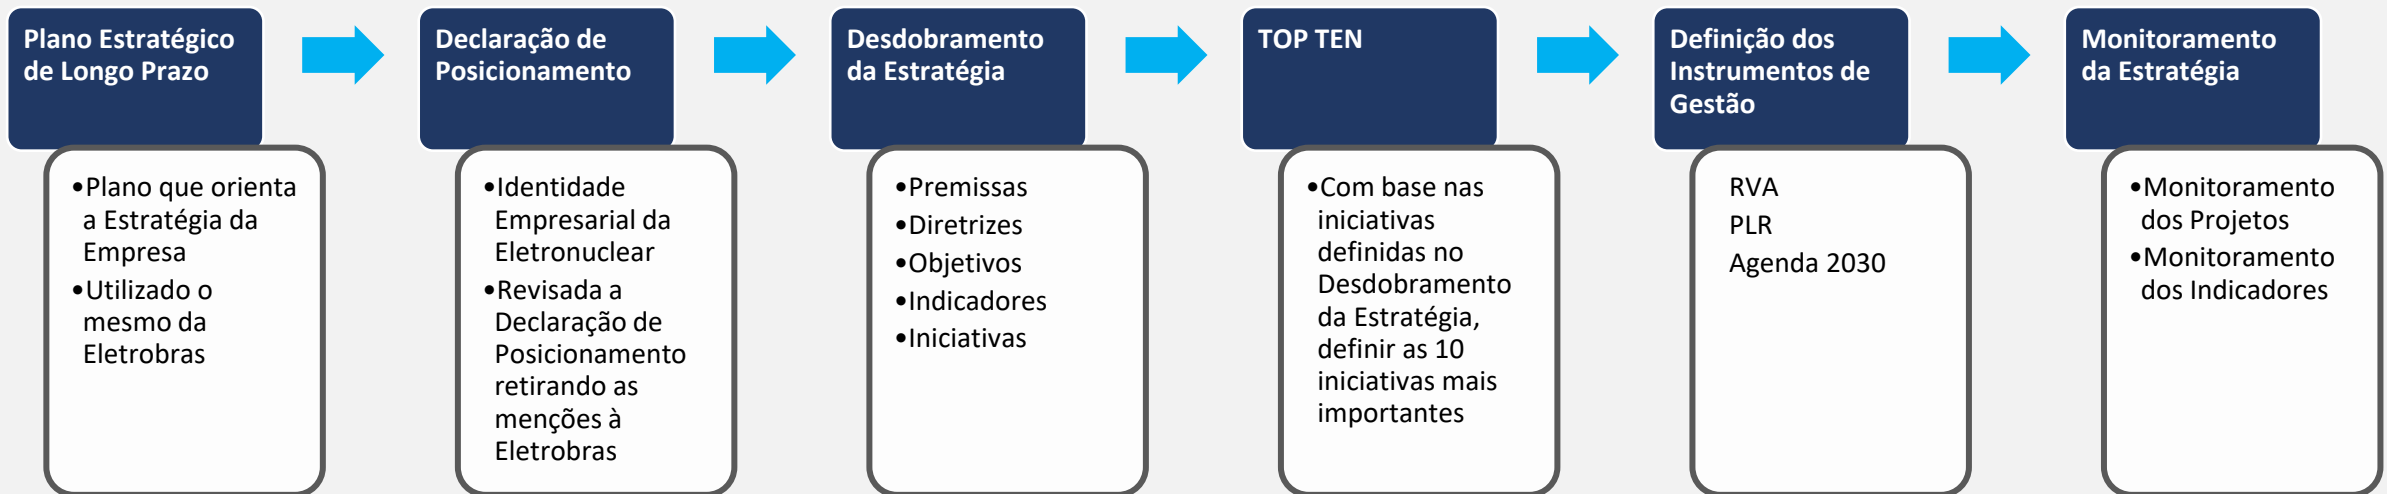 Plano Estratégico
de Longo Prazo
•Plano que orienta
a Estratégia da
Empresa
•Utilizado o
mesmo da
Eletrobras
Declaração de
Posicionamento
•Identidade
Empresarial da
Eletronuclear
•Revisada a
Declaração de
Posicionamento
retirando as
menções à
Eletrobras
Desdobramento
da Estratégia
•Premissas
•Diretrizes
•Objetivos
•Indicadores
•Iniciativas
TOP TEN
•Com base nas
iniciativas
definidas no
Desdobramento
da Estratégia,
definir as 10
iniciativas mais
importantes
Definição dos
Instrumentos de
Gestão
RVA
PLR
Agenda 2030
Monitoramento
da Estratégia
•Monitoramento
dos Projetos
•Monitoramento
dos Indicadores